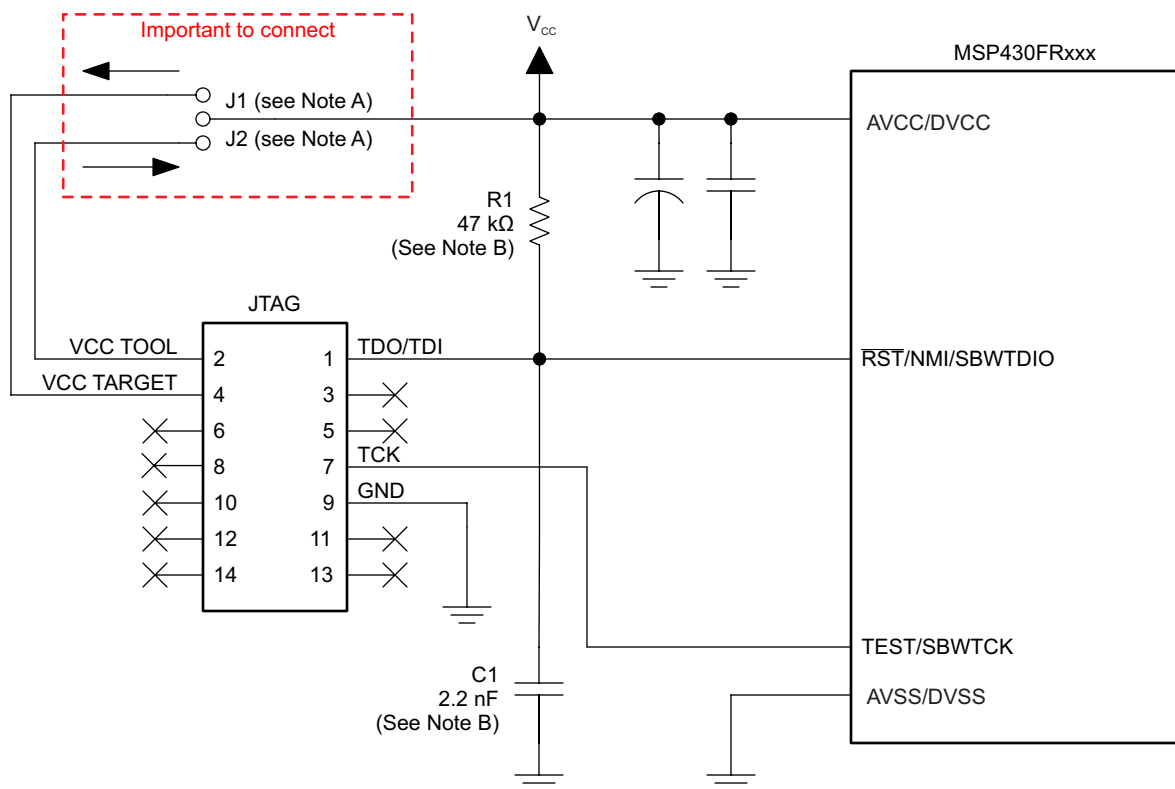 Important to connect
J1 (see Note A)
J2 (see Note A)
VCC
MSP430FRxxx
AVCC/DVCC
R1
47 kΩ
(See Note B)
JTAG
VCC TOOL
2
1
TDO/TDI
RST/NMI/SBWTDIO
VCC TARGET
4
3
6
5
8
7
TCK
10
9
GND
12
11
14
13
TEST/SBWTCK
C1
2.2 nF
(See Note B)
AVSS/DVSS